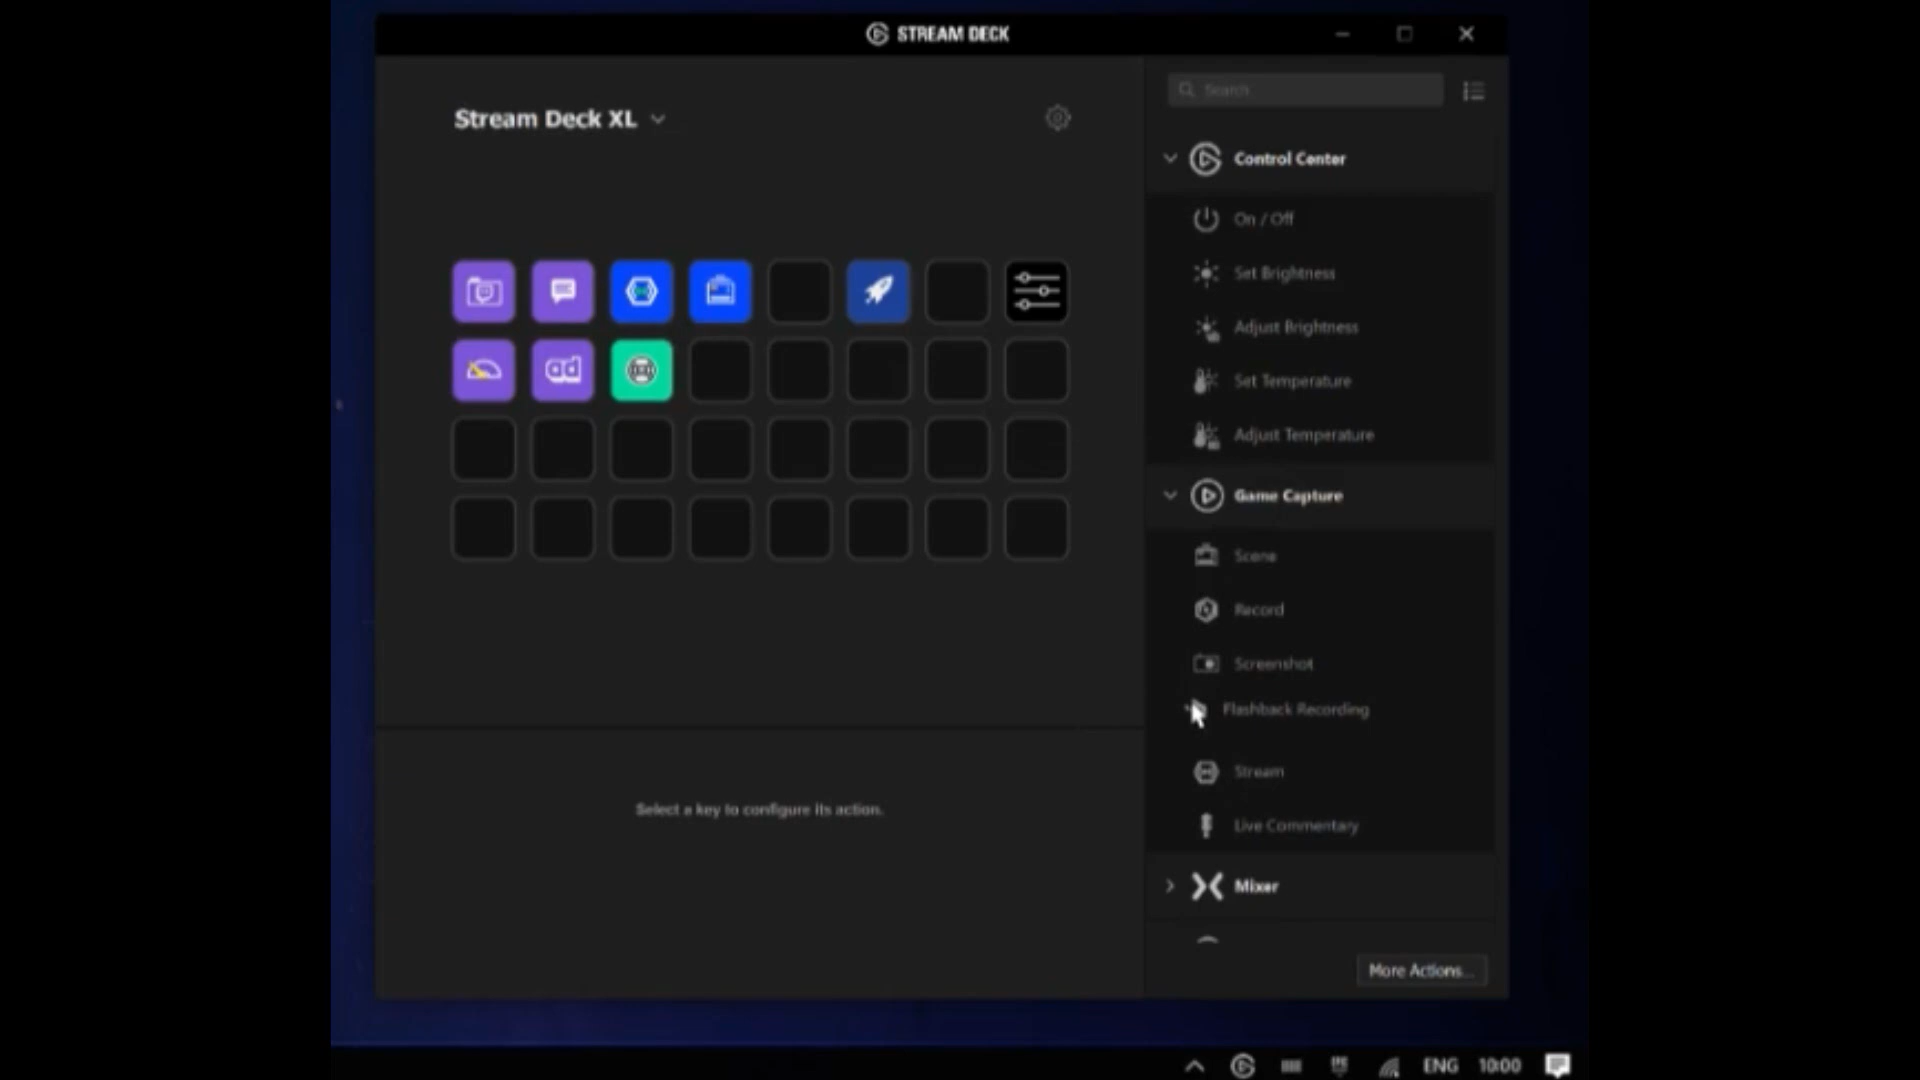 STREAM DECK
Stream Deck XL
Search
Control Center
On / Off
Set Brightness
Adjust Brightness
Set Temperature
Adjust Temperature
Game Capture
Scene
Record
Screenshot
Flashback Recording
Stream
Live Commentary
Mixer
More Actions...
ad
Select a key to configure its action.
ENG 10:00